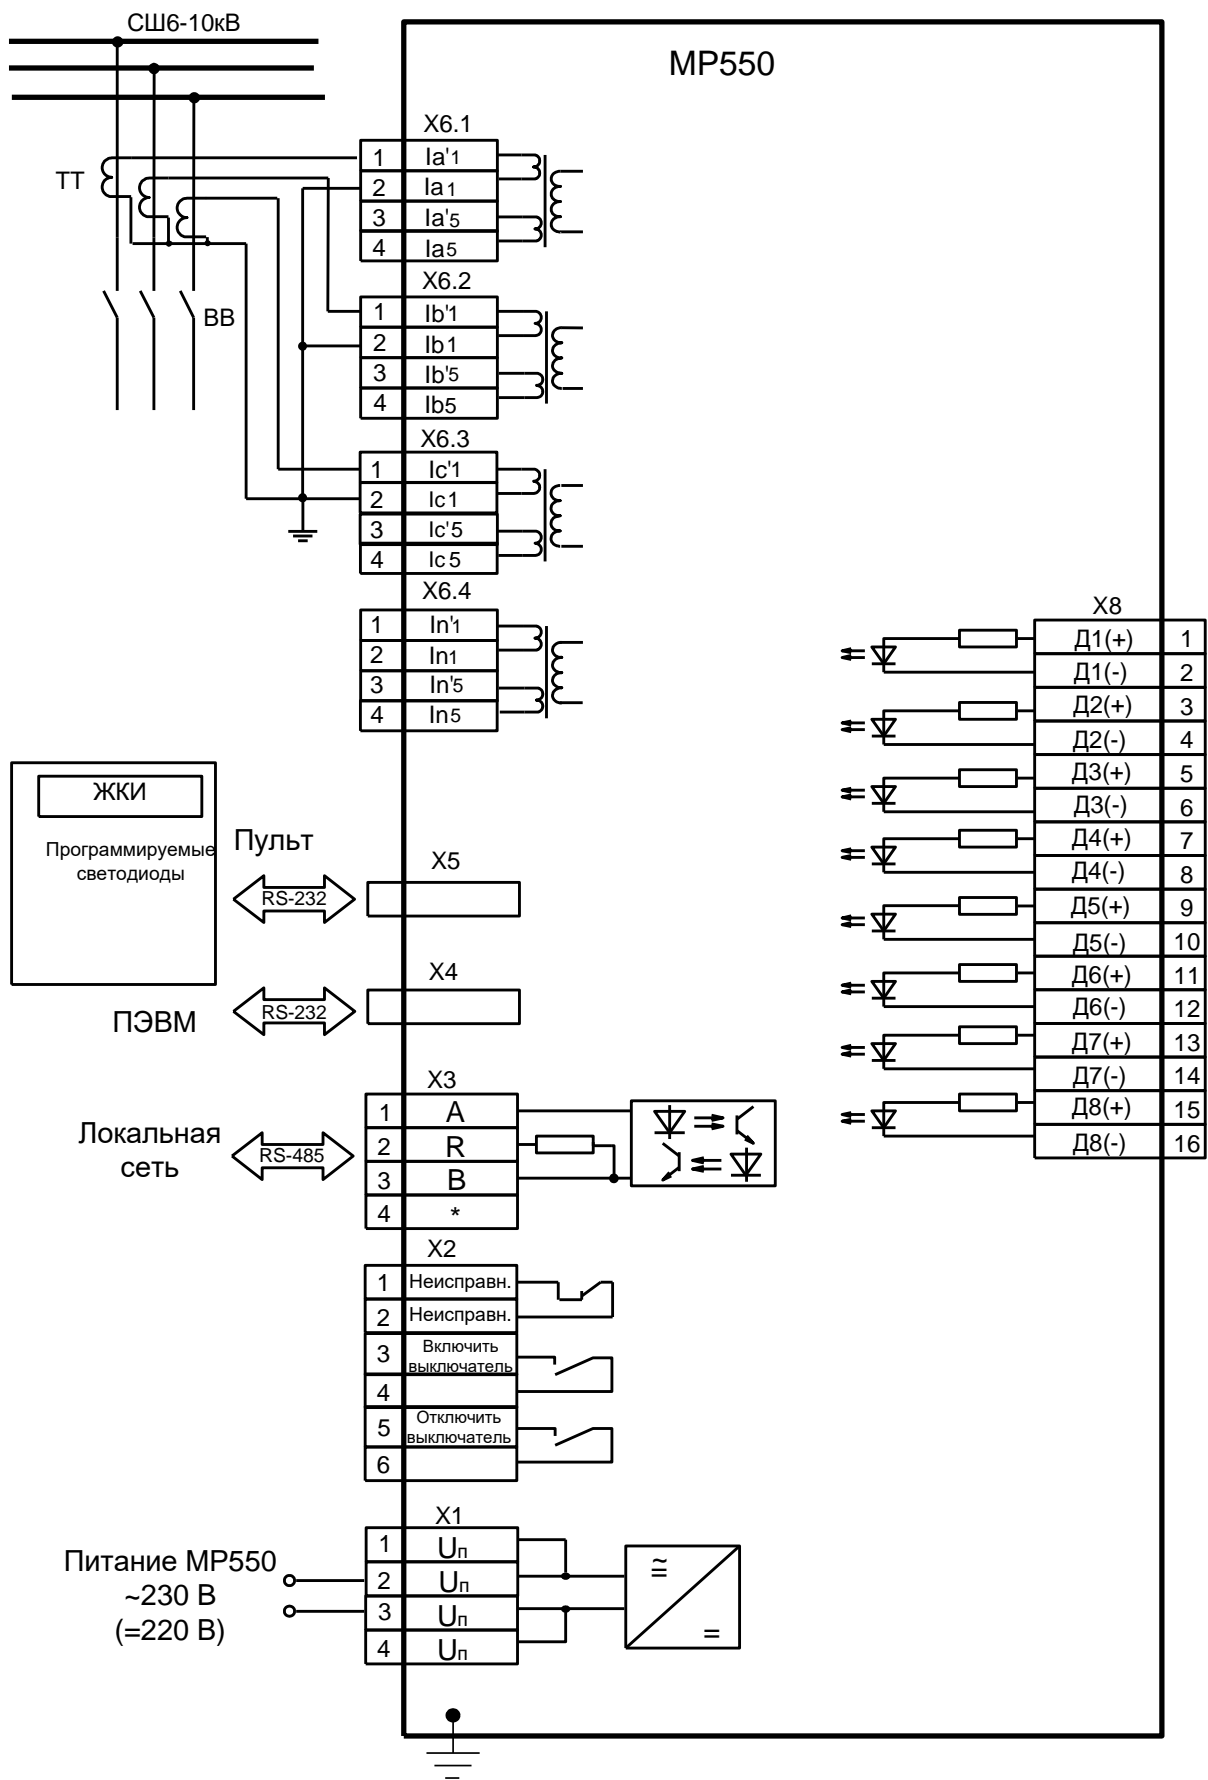 СШ6-10кВ
МР550
ТТ
ВВ
X6.1
1 Ia'1
2 Ia1
3 Ia'5
4 Ia5
X6.2
1 Ib'1
2 Ib1
3 Ib'5
4 Ib5
X6.3
1 Ic'1
2 Ic1
3 Ic'5
4 Ic5
X6.4
1 In'1
2 In1
3 In'5
4 In5
X8
Д1(+) 1
Д1(-) 2
Д2(+) 3
Д2(-) 4
Д3(+) 5
Д3(-) 6
Д4(+) 7
Д4(-) 8
Д5(+) 9
Д5(-) 10
Д6(+) 11
Д6(-) 12
Д7(+) 13
Д7(-) 14
Д8(+) 15
Д8(-) 16
ЖКИ
Программируемые
светодиоды
Пульт
RS-232
X5
ПЭВМ
RS-232
X4
Локальная
сеть
RS-485
X3
1 A
2 R
3 B
4 *
X2
1 Неисправн.
2 Неисправн.
3 Включить
выключатель
4
5 Отключить
выключатель
6
X1
1 Uп
2 Uп
3 Uп
4 Uп
Питание МР550
~230 В
(=220 В)
≅
=